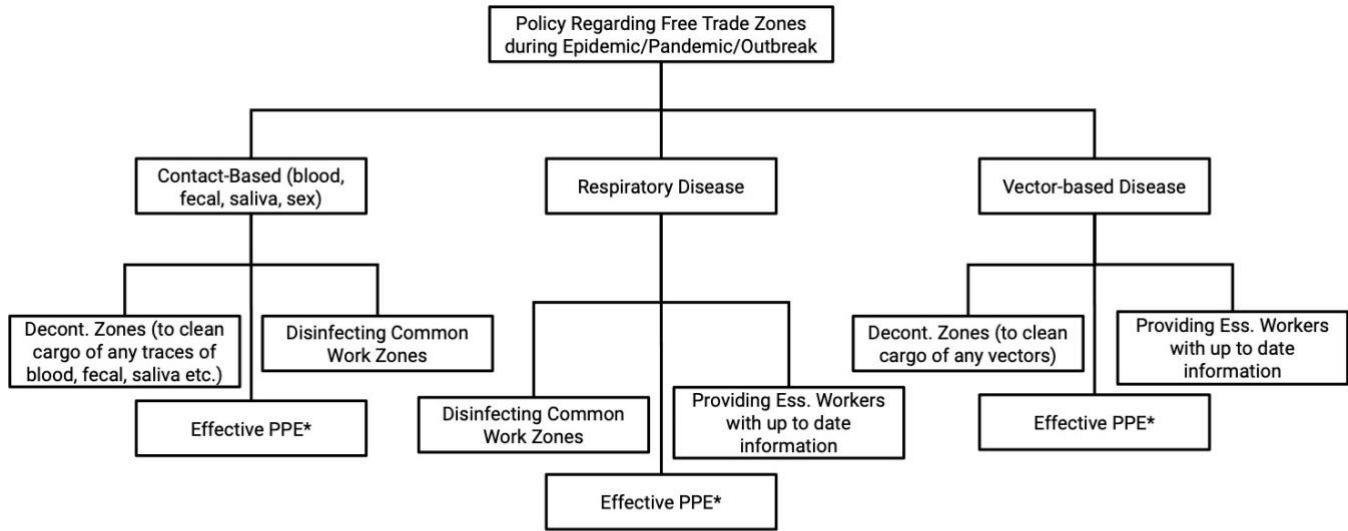 Policy Regarding Free Trade Zones
during Epidemic/Pandemic/Outbreak
Contact-Based (blood,
fecal, saliva, sex)
Respiratory Disease
Vector-based Disease
Decont. Zones (to clean
cargo of any traces of
blood, fecal, saliva etc.)
Disinfecting Common
Work Zones
Effective PPE*
Disinfecting Common
Work Zones
Providing Ess. Workers
with up to date
information
Effective PPE*
Decont. Zones (to clean
cargo of any vectors)
Providing Ess. Workers
with up to date
information
Effective PPE*